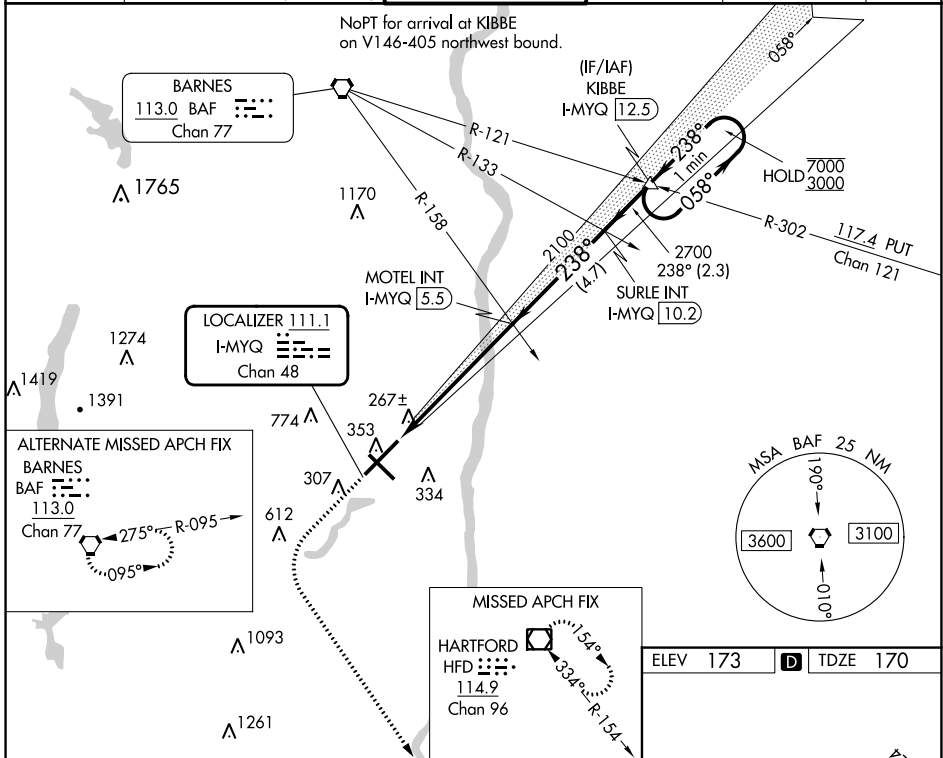 NoPT for arrival at KIBBE
on V146-405 northwest bound.
BARNES
113.0 BAF
Chan 77
(IF/IAF)
KIBBE
I-MYQ 12.5
058°
R-121
R-133
R-158
238°
1 min
058°
HOLD 7000
3000
R-302
117.4 PUT
Chan 121
1765
1170
2100
238°
(4.7)
2700
238° (2.3)
SURLE INT
I-MYQ 10.2
MOTEL INT
I-MYQ 5.5
LOCALIZER 111.1
I-MYQ
Chan 48
1274
1419
1391
774
267±
353
307
334
612
ALTERNATE MISSED APCH FIX
BARNES
BAF
113.0
Chan 77
275°
R-095
095°
MSA BAF 25 NM
190°
3600
3100
010°
1093
1261
MISSED APCH FIX
HARTFORD
HFD
114.9
Chan 96
154°
334°
R-154
ELEV 173 D TDZE 170